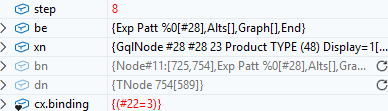 step 8
be {Exp Patt %0[#28],Alts[],Graph[],End}
xn {GqlNode #28 #28 23 Product TYPE (48) Display=1[...
bn {Node#11:[725,754],Exp Patt %0[#28],Alts[],Gra...
dn {TNode 754[589]}
cx.binding {(#22=3)}